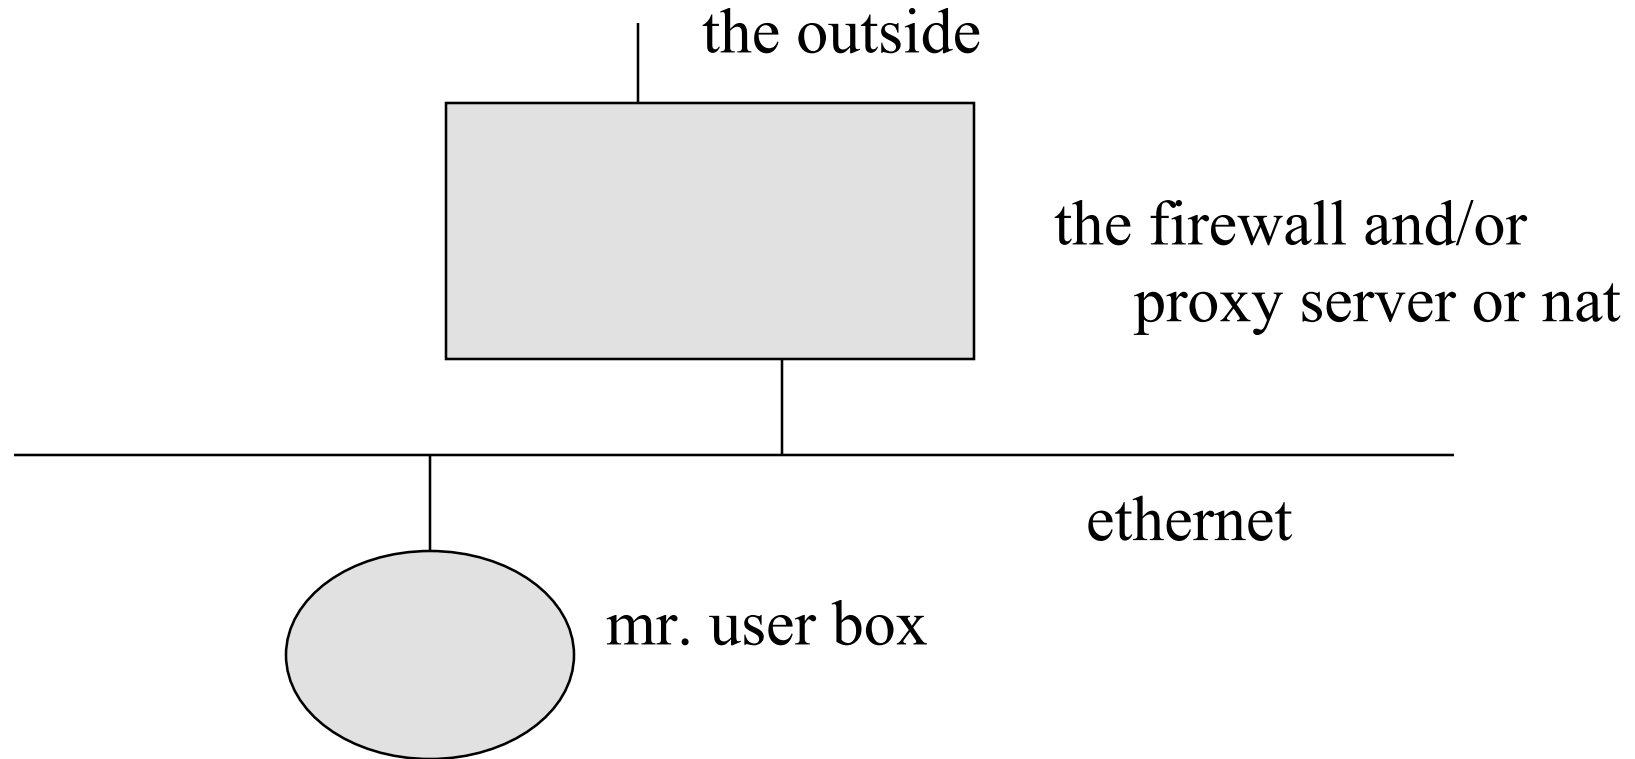 the outside
the firewall and/or
proxy server or nat
ethernet
mr. user box